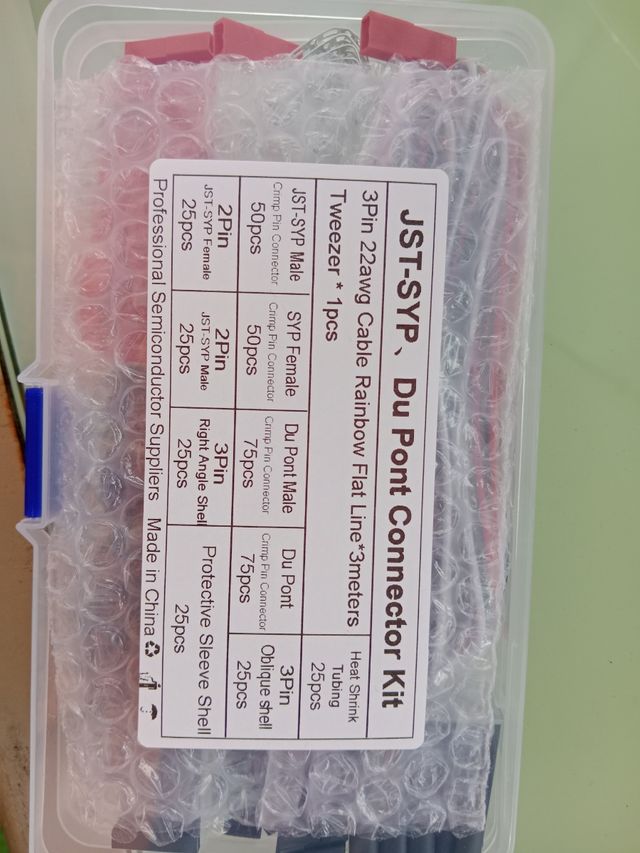 JST-SYP、Du Pont Connector Kit
3Pin 22awg Cable Rainbow Flat Line*3meters
Tweezer * 1pcs
Heat Shrink
Tubing
25pcs
JST-SYP Male
Crimp Pin Connector
50pcs
SYP Female
Crimp Pin Connector
50pcs
Du Pont Male
Crimp Pin Connector
75pcs
Du Pont
Crimp Pin Connector
75pcs
3Pin
Oblique shell
25pcs
2Pin
JST-SYP Female
25pcs
2Pin
JST-SYP Male
25pcs
3Pin
Right Angle Shell
25pcs
Protective Sleeve Shell
25pcs
Professional Semiconductor Suppliers Made in China